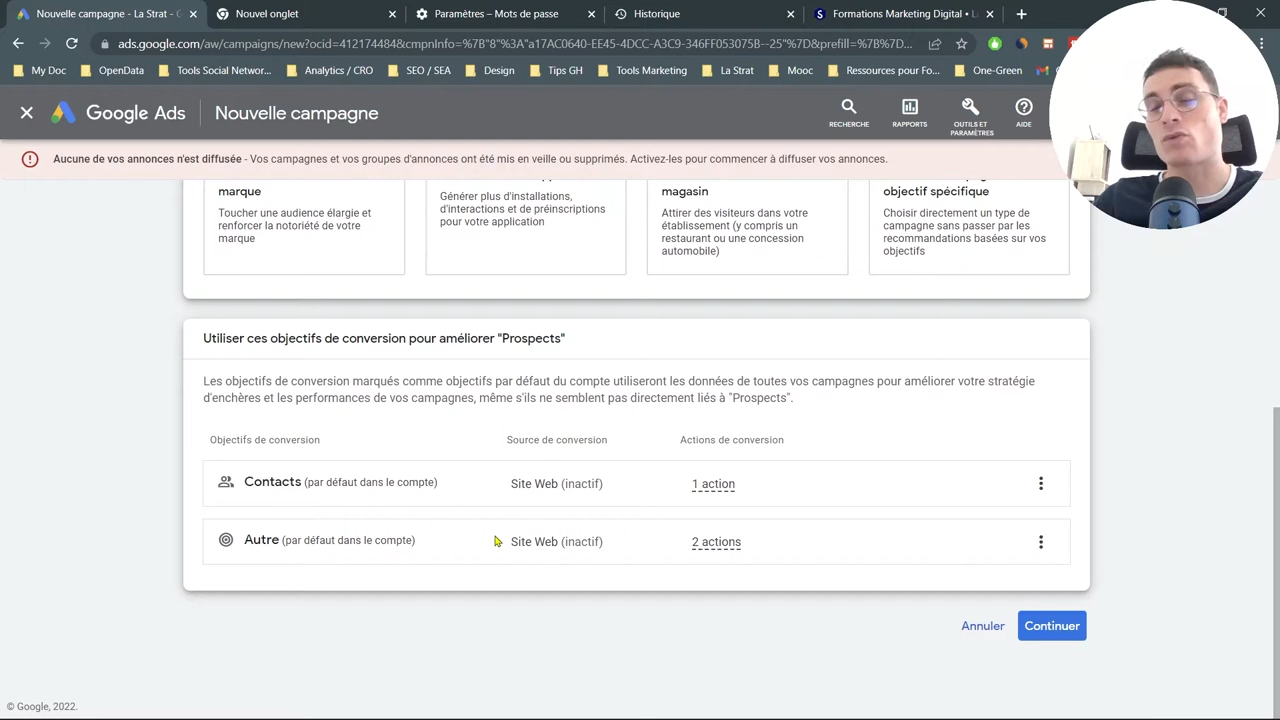 Nouvelle campagne - La Strat - G
Nouvel onglet
Paramètres – Mots de passe
Historique
Formations Marketing Digital • L
ads.google.com/aw/campaigns/new?ocid=412174184&cmpnInfo=%7B"8"%3A"a17AC0640-EE45-4DCC-A3C9-346FF053075B--25"%7D&prefill=%7B%7D...
My Doc
OpenData
Tools Social Networ...
Analytics / CRO
SEO / SEA
Design
Tips GH
Tools Marketing
La Strat
Mooc
Ressources pour Fo...
One-Green
Google Ads
Nouvelle campagne
RECHERCHE
RAPPORTS
OUTILS ET
PARAMÈTRES
AIDE
Aucune de vos annonces n'est diffusée - Vos campagnes et vos groupes d'annonces ont été mis en veille ou supprimés. Activez-les pour commencer à diffuser vos annonces.
marque
Toucher une audience élargie et
renforcer la notoriété de votre
marque
Générer plus d'installations,
d'interactions et de préinscriptions
pour votre application
magasin
Attirer des visiteurs dans votre
établissement (y compris un
restaurant ou une concession
automobile)
objectif spécifique
Choisir directement un type de
campagne sans passer par les
recommandations basées sur vos
objectifs
Utiliser ces objectifs de conversion pour améliorer "Prospects"
Les objectifs de conversion marqués comme objectifs par défaut du compte utiliseront les données de toutes vos campagnes pour améliorer votre stratégie
d'enchères et les performances de vos campagnes, même s'ils ne semblent pas directement liés à "Prospects".
Objectifs de conversion
Source de conversion
Actions de conversion
Contacts (par défaut dans le compte)
Site Web (inactif)
1 action
Autre (par défaut dans le compte)
Site Web (inactif)
2 actions
Annuler
Continuer
© Google, 2022.